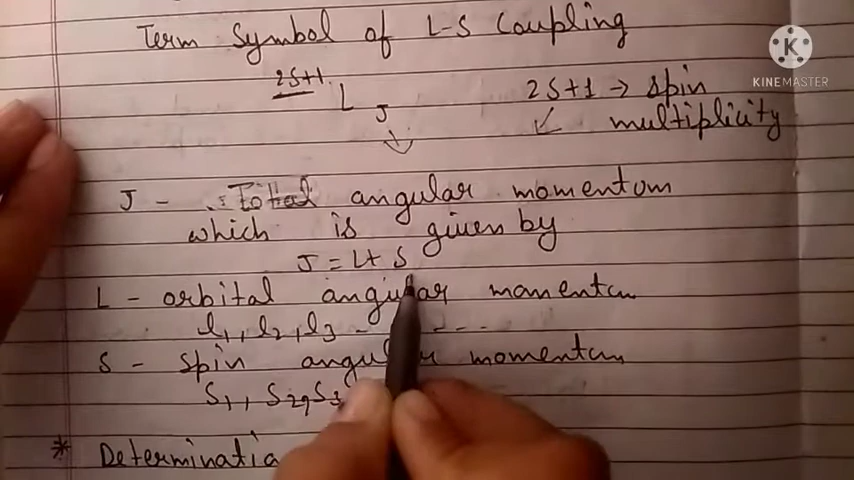 Term Symbol of L-S Coupling
K
KINEMASTER
2S+1 L J
2S+1 → spin
multiplicity
J - Total angular momentum
which is given by
J = L+S
L - orbital angular momentum
l1, l2, l3 - - - -
S - spin angular momentum
S1, S2, S3
* Determinatio